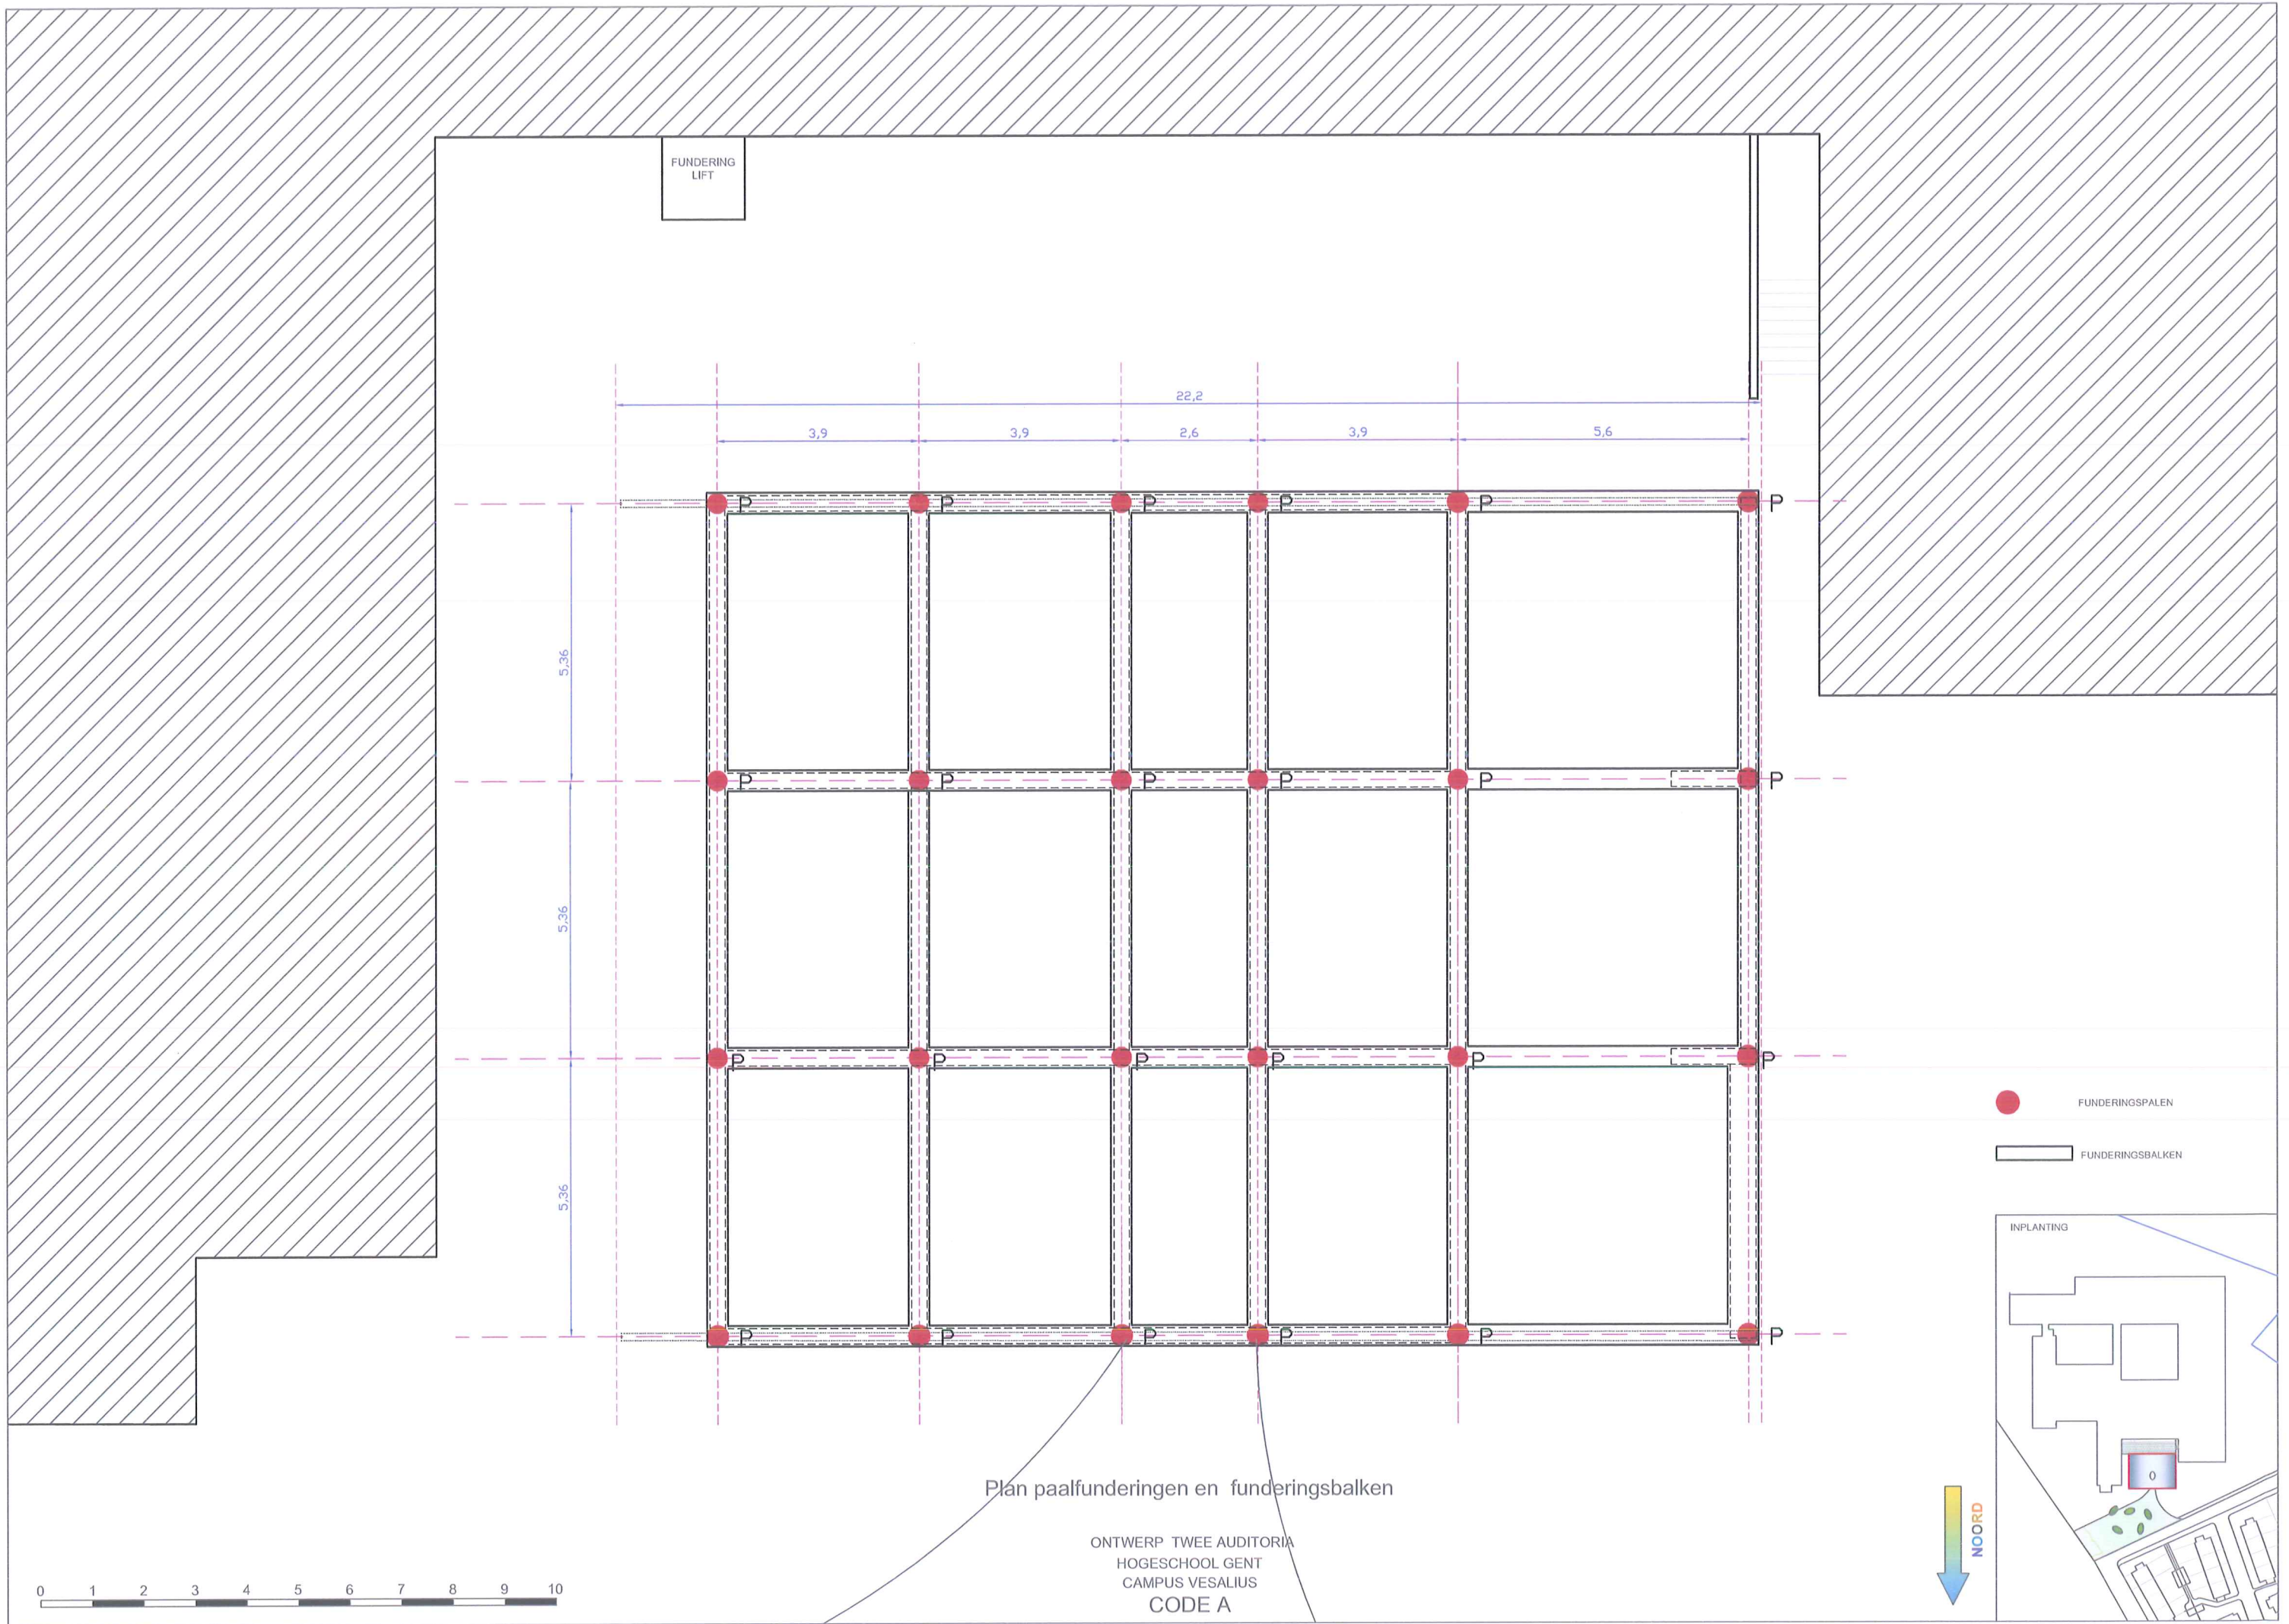 FUNDERING
LIFT
22,2
3,9
3,9
2,6
3,9
5,6
P
P
P
P
P
P
5,36
P
P
P
P
P
P
5,36
P
P
P
P
P
P
5,36
P
P
P
P
P
P
FUNDERINGSPALEN
FUNDERINGSBALKEN
INPLANTING
0
NOORD
Plan paalfunderingen en funderingsbalken
ONTWERP TWEE AUDITORIA
HOGESCHOOL GENT
CAMPUS VESALIUS
CODE A
0 1 2 3 4 5 6 7 8 9 10